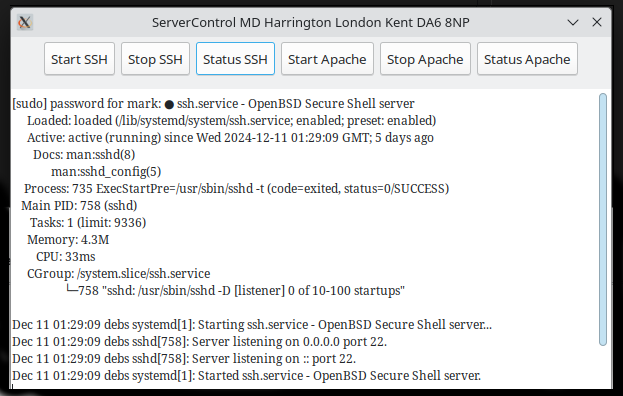 ServerControl MD Harrington London Kent DA6 8NP
Start SSH Stop SSH Status SSH Start Apache Stop Apache Status Apache
[sudo] password for mark: ● ssh.service - OpenBSD Secure Shell server
Loaded: loaded (/lib/systemd/system/ssh.service; enabled; preset: enabled)
Active: active (running) since Wed 2024-12-11 01:29:09 GMT; 5 days ago
Docs: man:sshd(8)
man:sshd_config(5)
Process: 735 ExecStartPre=/usr/sbin/sshd -t (code=exited, status=0/SUCCESS)
Main PID: 758 (sshd)
Tasks: 1 (limit: 9336)
Memory: 4.3M
CPU: 33ms
CGroup: /system.slice/ssh.service
└─758 "sshd: /usr/sbin/sshd -D [listener] 0 of 10-100 startups"
Dec 11 01:29:09 debs systemd[1]: Starting ssh.service - OpenBSD Secure Shell server...
Dec 11 01:29:09 debs sshd[758]: Server listening on 0.0.0.0 port 22.
Dec 11 01:29:09 debs sshd[758]: Server listening on :: port 22.
Dec 11 01:29:09 debs systemd[1]: Started ssh.service - OpenBSD Secure Shell server.